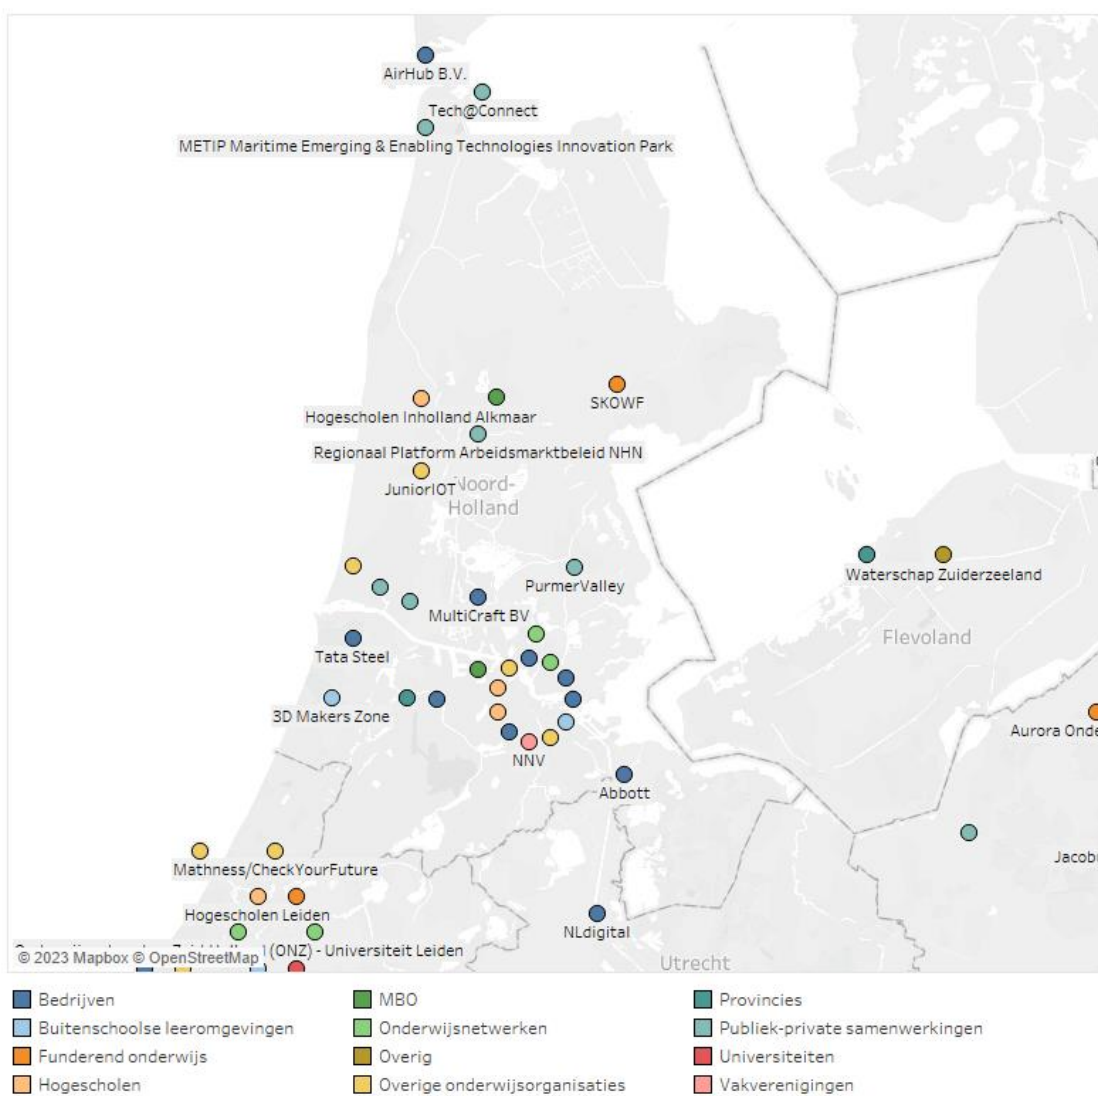 AirHub B.V.
Tech@Connect
METIP Maritime Emerging & Enabling Technologies Innovation Park
SKOWF
Hogescholen Inholland Alkmaar
Regionaal Platform Arbeidsmarktbeleid NHN
JuniorIOT
Noord-
Holland
PurmerValley
Waterschap Zuiderzeeland
MultiCraft BV
Flevoland
Tata Steel
3D Makers Zone
Aurora Onde
NNV
Abbott
Jacobu
Mathness/CheckYourFuture
Hogescholen Leiden
NLdigital
(ONZ) - Universiteit Leiden
© 2023 Mapbox © OpenStreetMap
Utrecht
Bedrijven
Buitenschoolse leeromgevingen
Funderend onderwijs
Hogescholen
MBO
Onderwijsnetwerken
Overig
Overige onderwijsorganisaties
Provincies
Publiek-private samenwerkingen
Universiteiten
Vakverenigingen